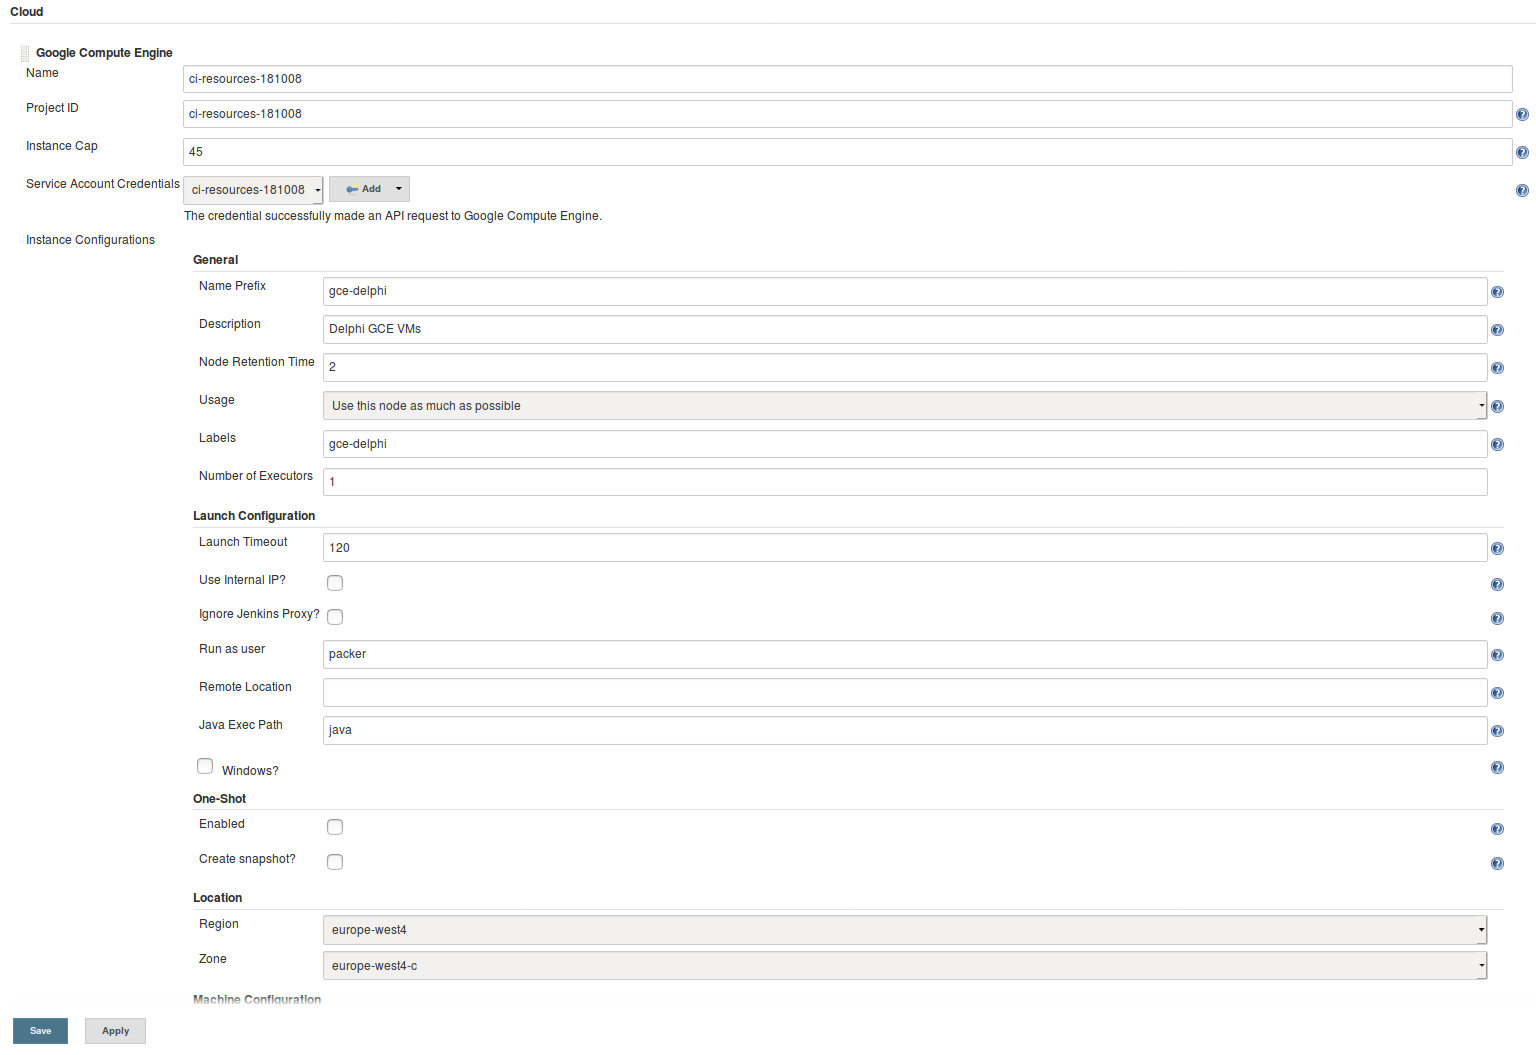 Cloud
Google Compute Engine
Name
ci-resources-181008
Project ID
ci-resources-181008
Instance Cap
45
Service Account Credentials
ci-resources-181008
Add
The credential successfully made an API request to Google Compute Engine.
Instance Configurations
General
Name Prefix
gce-delphi
Description
Delphi GCE VMs
Node Retention Time
2
Usage
Use this node as much as possible
Labels
gce-delphi
Number of Executors
1
Launch Configuration
Launch Timeout
120
Use Internal IP?
Ignore Jenkins Proxy?
Run as user
packer
Remote Location
Java Exec Path
java
Windows?
One-Shot
Enabled
Create snapshot?
Location
Region
europe-west4
Zone
europe-west4-c
Machine Configuration
Save
Apply